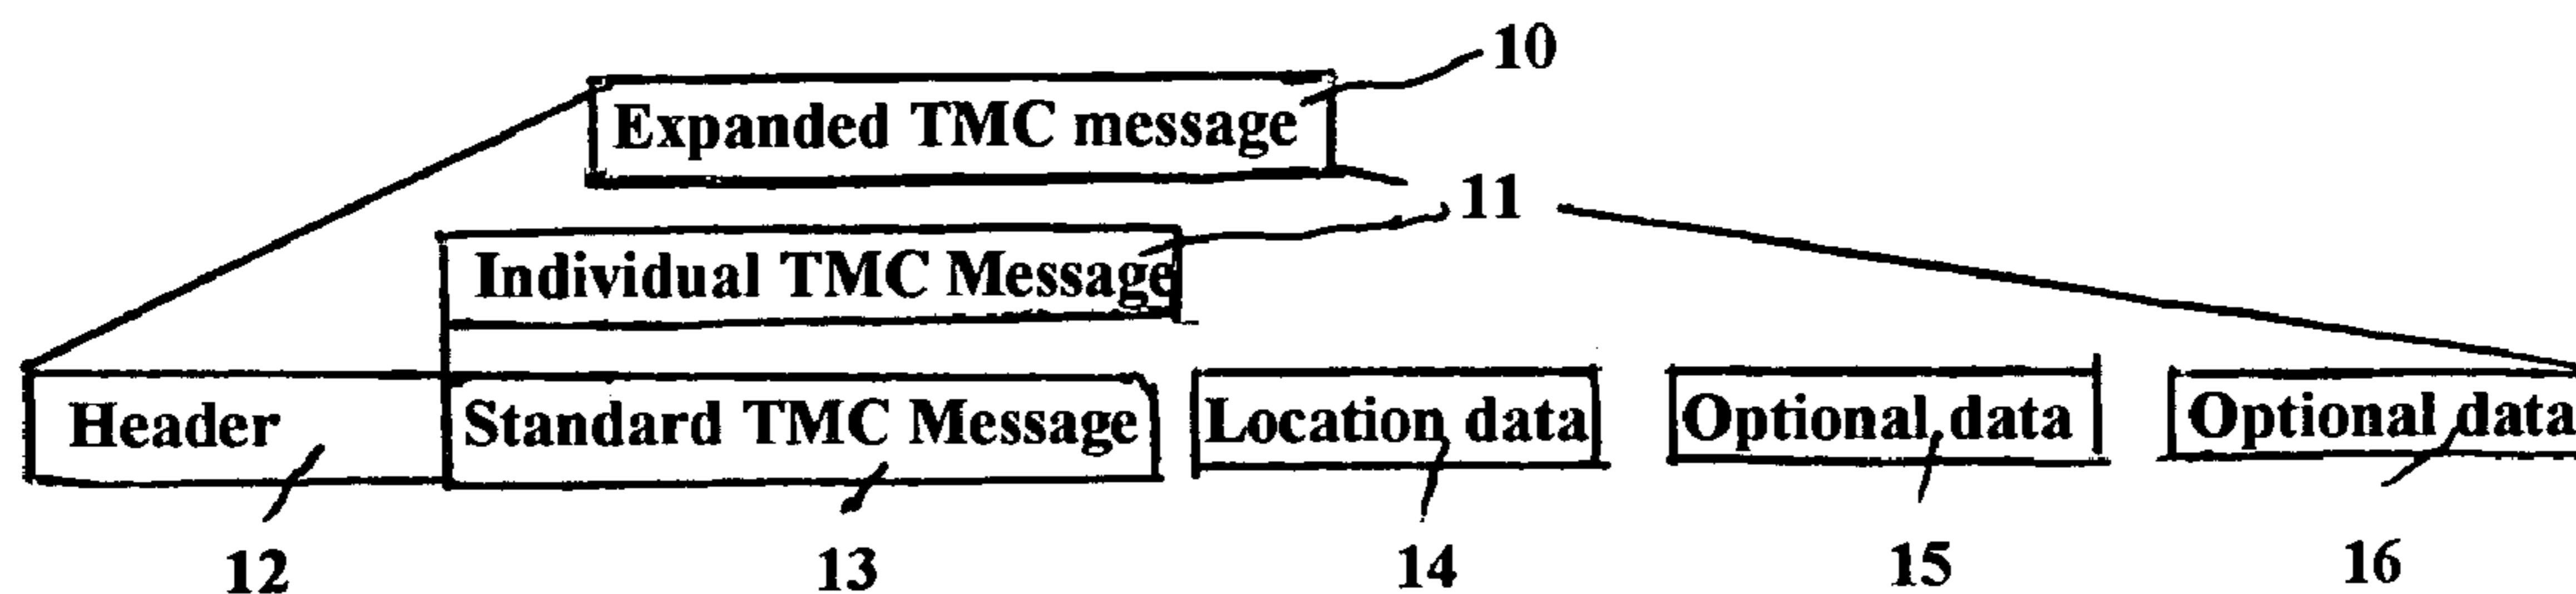 10
Expanded TMC message
11
Individual TMC Message
Header Standard TMC Message Location data Optional data Optional data
12 13 14 15 16